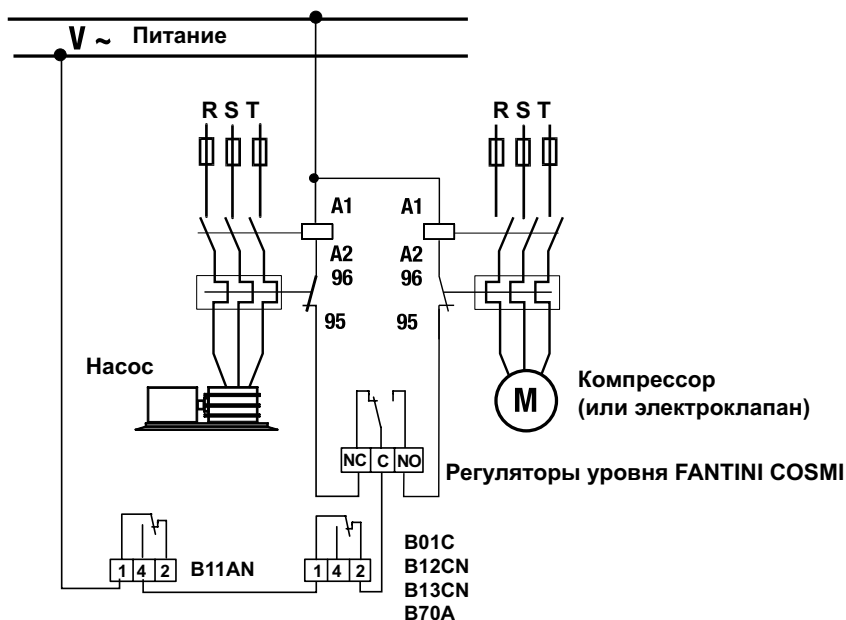 V ~ Питание
R S T
R S T
A1
A1
A2
A2
96
96
95
95
Насос
M
Компрессор
(или электроклапан)
NC C NO
Регуляторы уровня FANTINI COSMI
1 4 2
B11AN
1 4 2
B01C
B12CN
B13CN
B70A